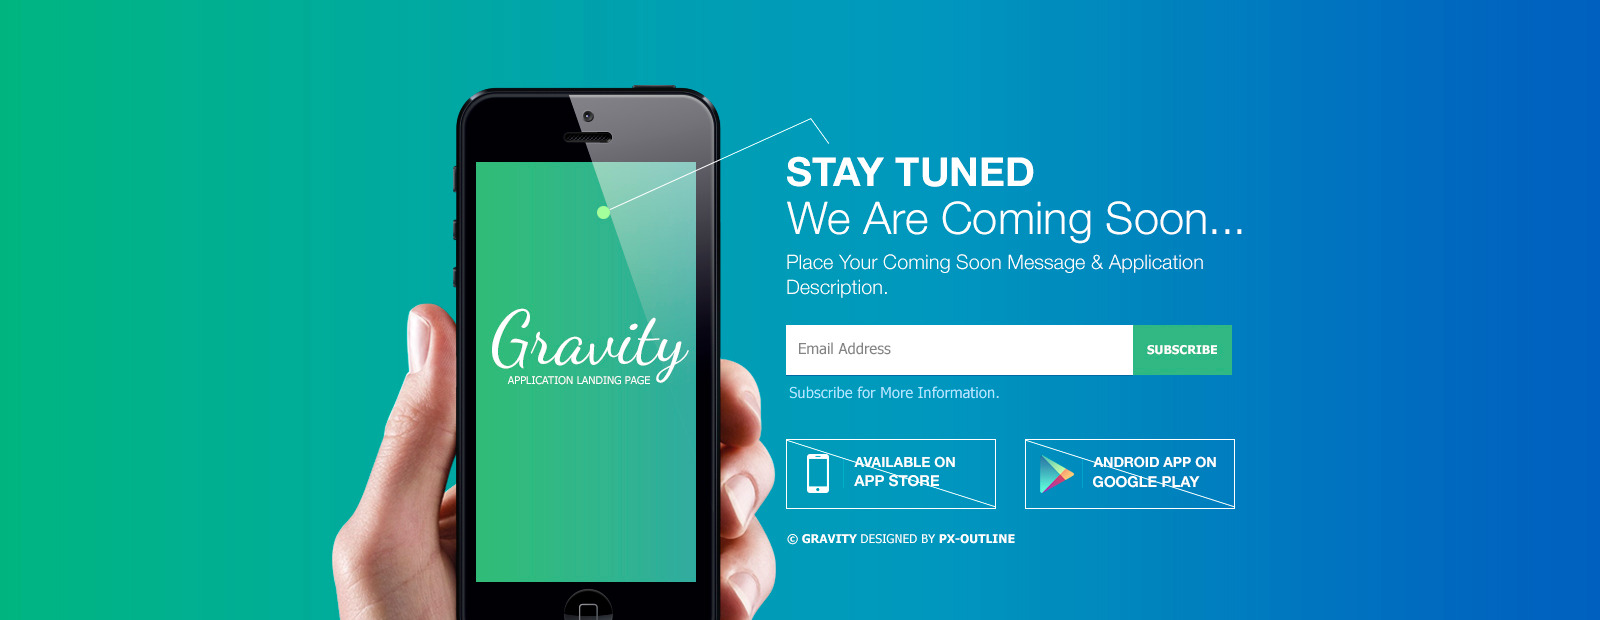 STAY TUNED
We Are Coming Soon...
Place Your Coming Soon Message & Application
Description.
Gravity
APPLICATION LANDING PAGE
Email Address
SUBSCRIBE
Subscribe for More Information.
AVAILABLE ON
APP STORE
ANDROID APP ON
GOOGLE PLAY
© GRAVITY DESIGNED BY PX-OUTLINE